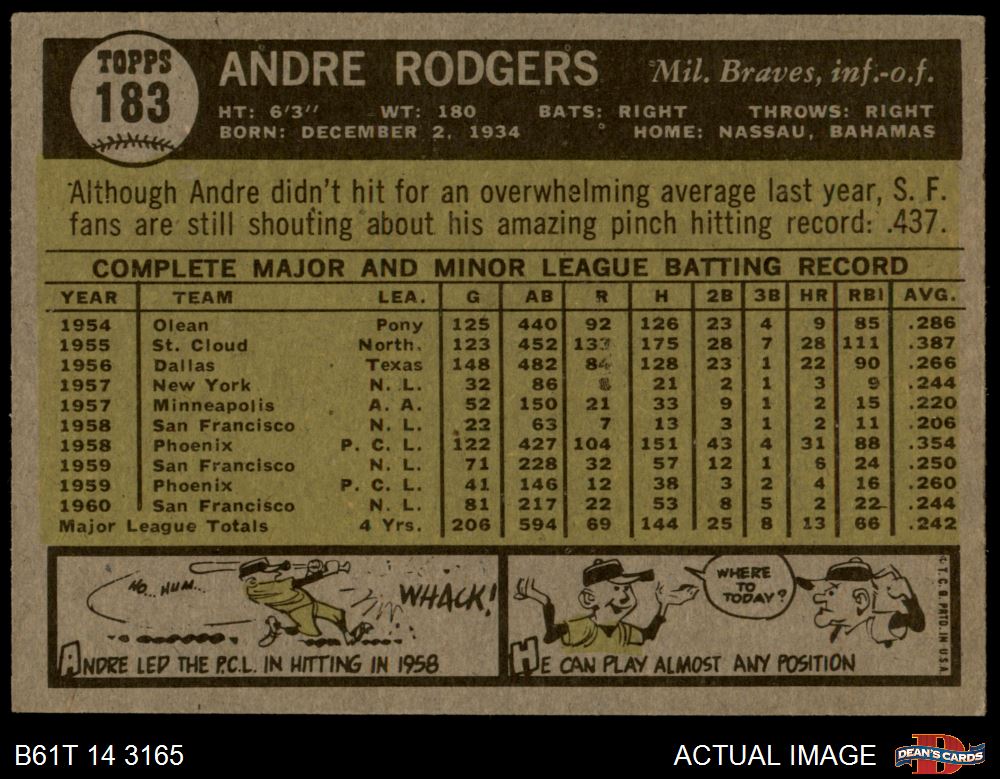 TOPPS
183
ANDRE RODGERS Mil. Braves, inf.-o.f.
HT: 6'3'' WT: 180 BATS: RIGHT THROWS: RIGHT
BORN: DECEMBER 2, 1934 HOME: NASSAU, BAHAMAS
Although Andre didn't hit for an overwhelming average last year, S. F.
fans are still shouting about his amazing pinch hitting record: .437.
COMPLETE MAJOR AND MINOR LEAGUE BATTING RECORD
YEAR TEAM LEA. G AB R H 2B 3B HR RBI AVG.
1954 Olean Pony 125 440 92 126 23 4 9 85 .286
1955 St. Cloud North. 123 452 133 175 28 7 28 111 .387
1956 Dallas Texas 148 482 84 128 23 1 22 90 .266
1957 New York N. L. 32 86 8 21 2 1 3 9 .244
1957 Minneapolis A. A. 52 150 21 33 9 1 2 15 .220
1958 San Francisco N. L. 22 63 7 13 3 1 2 11 .206
1958 Phoenix P. C. L. 122 427 104 151 43 4 31 88 .354
1959 San Francisco N. L. 71 228 32 57 12 1 6 24 .250
1959 Phoenix P. C. L. 41 146 12 38 3 2 4 16 .260
1960 San Francisco N. L. 81 217 22 53 8 5 2 22 .244
Major League Totals 4 Yrs. 206 594 69 144 25 8 13 66 .242
HO.. HUM...
WHACK!
ANDRE LED THE P.C.L. IN HITTING IN 1958
WHERE
TO
TODAY?
HE CAN PLAY ALMOST ANY POSITION
© T. C. G. PRTD. IN U.S.A.
B61T 14 3165 ACTUAL IMAGE
DEAN'S CARDS